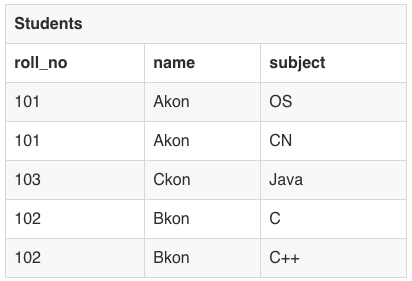 Students
roll_no name subject
101 Akon OS
101 Akon CN
103 Ckon Java
102 Bkon C
102 Bkon C++